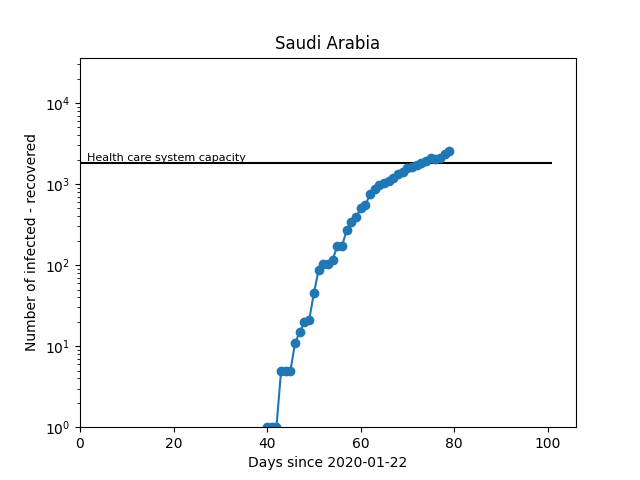 Saudi Arabia
Number of infected - recovered
10^4
10^3
10^2
10^1
10^0
Health care system capacity
0 20 40 60 80 100
Days since 2020-01-22